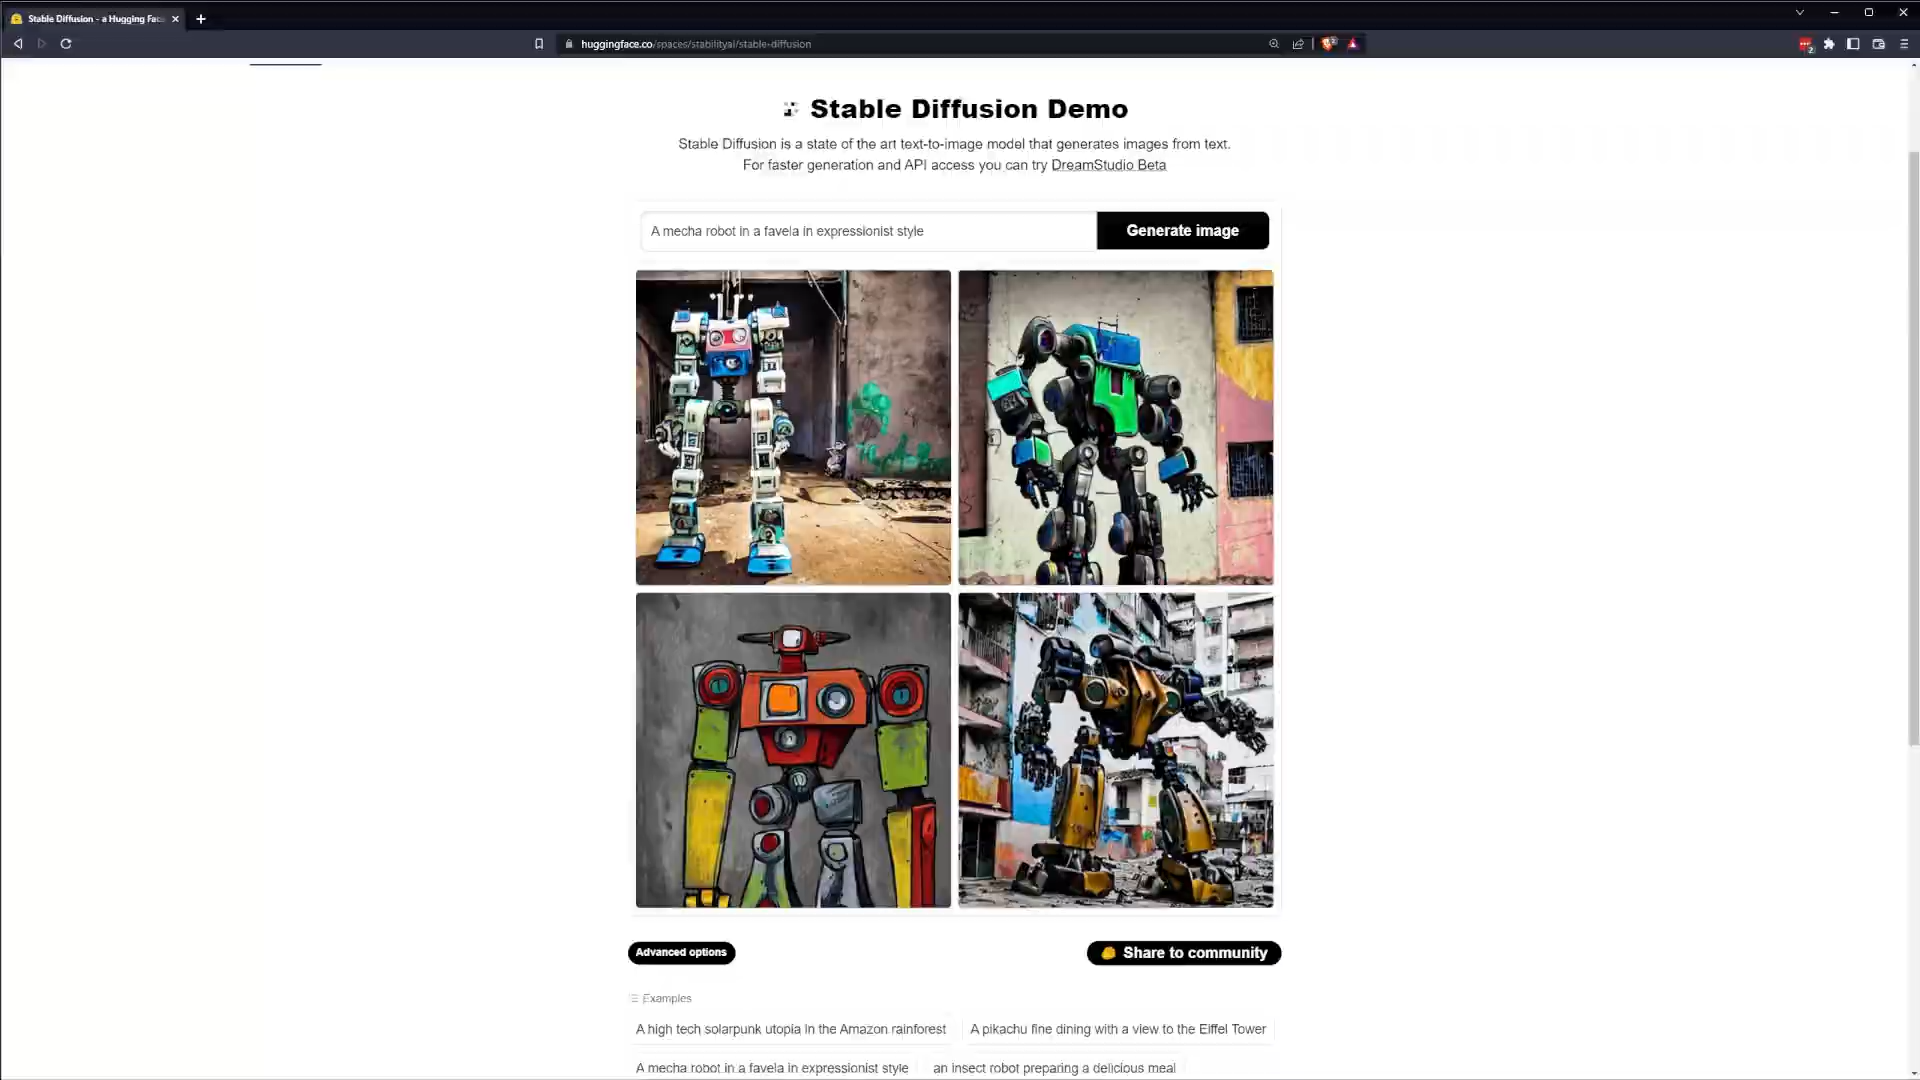 Stable Diffusion - a Hugging Fac
huggingface.co/spaces/stabilityai/stable-diffusion
Stable Diffusion Demo
Stable Diffusion is a state of the art text-to-image model that generates images from text.
For faster generation and API access you can try DreamStudio Beta
A mecha robot in a favela in expressionist style
Generate image
Advanced options
Share to community
Examples
A high tech solarpunk utopia in the Amazon rainforest
A pikachu fine dining with a view to the Eiffel Tower
A mecha robot in a favela in expressionist style
an insect robot preparing a delicious meal